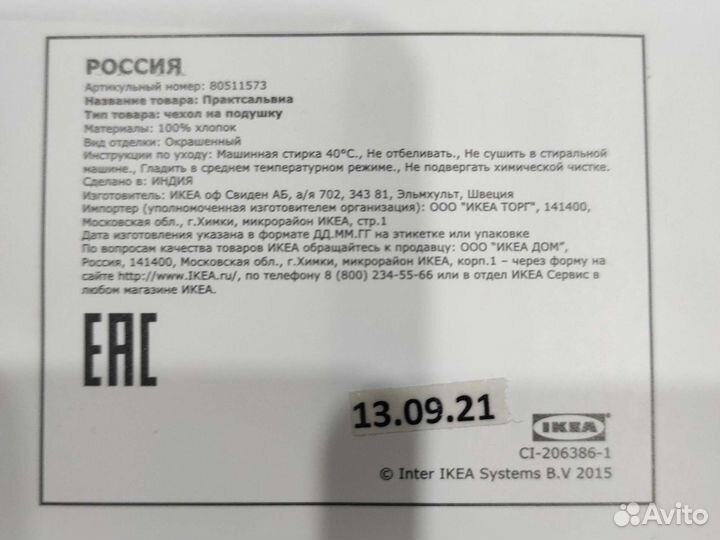 РОССИЯ
Артикульный номер: 80511573
Название товара: Практсальвиа
Тип товара: чехол на подушку
Материалы: 100% хлопок
Вид отделки: Окрашенный
Инструкции по уходу: Машинная стирка 40°С., Не отбеливать., Не сушить в стиральной
машине., Гладить в среднем температурном режиме., Не подвергать химической чистке.
Сделано в: ИНДИЯ
Изготовитель: ИКЕА оф Свиден АБ, а/я 702, 343 81, Эльмхульт, Швеция
Импортер (уполномоченная изготовителем организация): ООО "ИКЕА ТОРГ", 141400,
Московская обл., г.Химки, микрорайон ИКЕА, стр.1
Дата изготовления указана в формате ДД.ММ.ГГ на этикетке или упаковке
По вопросам качества товаров ИКЕА обращайтесь к продавцу: ООО "ИКЕА ДОМ",
Россия, 141400, Московская обл., г.Химки, микрорайон ИКЕА, корп.1 – через форму на
сайте http://www.IKEA.ru/, по телефону 8 (800) 234-55-66 или в отдел ИКЕА Сервис в
любом магазине ИКЕА.
EAC
13.09.21
IKEA
CI-206386-1
© Inter IKEA Systems B.V 2015
Avito